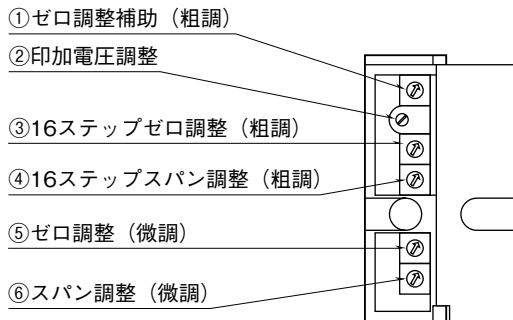 ①ゼロ調整補助（粗調）
②印加電圧調整
③16ステップゼロ調整（粗調）
④16ステップスパン調整（粗調）
⑤ゼロ調整（微調）
⑥スパン調整（微調）